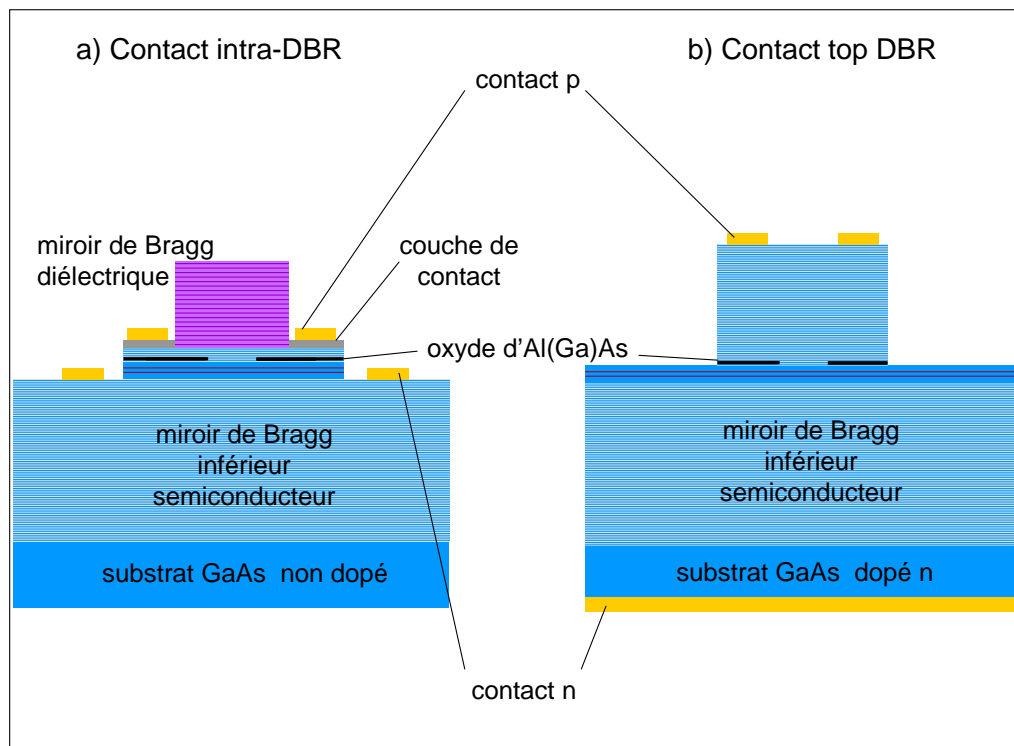 a) Contact intra-DBR
b) Contact top DBR
contact p
miroir de Bragg
diélectrique
couche de
contact
oxyde d'Al(Ga)As
miroir de Bragg
inférieur
semiconducteur
miroir de Bragg
inférieur
semiconducteur
substrat GaAs non dopé
substrat GaAs dopé n
contact n